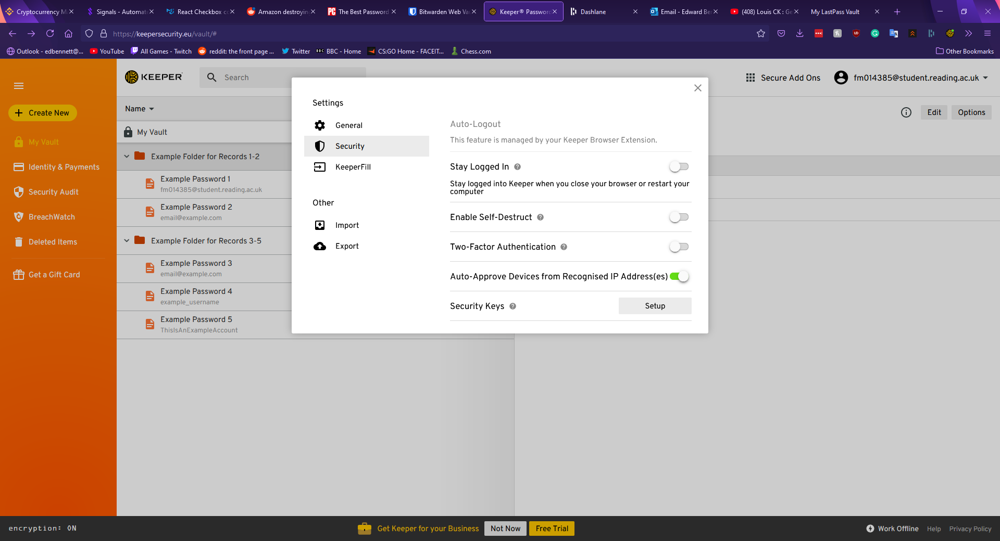 Cryptocurrency M
Signals - Automat
React Checkbox co
Amazon destroyin
The Best Password
Bitwarden Web Va
Keeper® Password
Dashlane
Email - Edward Be
(408) Louis CK : Ge
My LastPass Vault
https://keepersecurity.eu/vault/#
Outlook - edbennett@...
YouTube
All Games - Twitch
reddit: the front page ...
Twitter
BBC BBC - Home
CS:GO Home - FACEIT...
Chess.com
Other Bookmarks
KEEPER
Search
Secure Add Ons
fm014385@student.reading.ac.uk
Create New
My Vault
Identity & Payments
Security Audit
BreachWatch
Deleted Items
Get a Gift Card
Name
Edit
Options
My Vault
Example Folder for Records 1-2
Example Password 1
fm014385@student.reading.ac.uk
Example Password 2
email@example.com
Example Folder for Records 3-5
Example Password 3
email@example.com
Example Password 4
example_username
Example Password 5
ThisIsAnExampleAccount
Settings
General
Security
KeeperFill
Other
Import
Export
Auto-Logout
This feature is managed by your Keeper Browser Extension.
Stay Logged In
Stay logged into Keeper when you close your browser or restart your
computer
Enable Self-Destruct
Two-Factor Authentication
Auto-Approve Devices from Recognised IP Address(es)
Security Keys
Setup
encryption: ON
Get Keeper for your Business
Not Now
Free Trial
Work Offline
Help
Privacy Policy